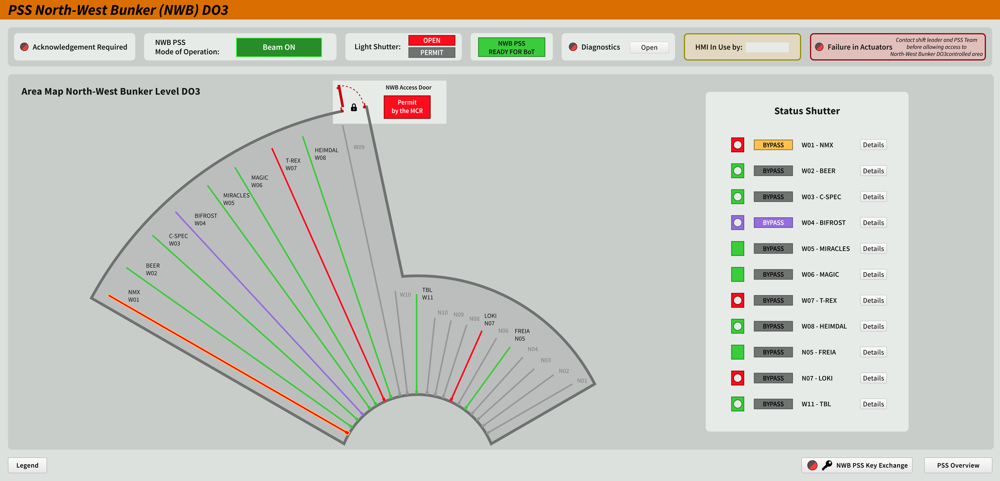 PSS North-West Bunker (NWB) DO3
Acknowledgement Required
NWB PSS
Mode of Operation:
Beam ON
Light Shutter:
OPEN
PERMIT
NWB PSS
READY FOR BoT
Diagnostics
Open
HMI In Use by:
Failure in Actuators
Contact shift leader and PSS Team
before allowing access to
North-West Bunker DO3controlled area
Area Map North-West Bunker Level DO3
NWB Access Door
Permit
by the MCR
W09
HEIMDAL
W08
T-REX
W07
MAGIC
W06
MIRACLES
W05
BIFROST
W04
C-SPEC
W03
BEER
W02
NMX
W01
W10
TBL
W11
N10
N09
N08
LOKI
N07
N06
FREIA
N05
N04
N03
N02
N01
Status Shutter
BYPASS W01 - NMX Details
BYPASS W02 - BEER Details
BYPASS W03 - C-SPEC Details
BYPASS W04 - BIFROST Details
BYPASS W05 - MIRACLES Details
BYPASS W06 - MAGIC Details
BYPASS W07 - T-REX Details
BYPASS W08 - HEIMDAL Details
BYPASS N05 - FREIA Details
BYPASS N07 - LOKI Details
BYPASS W11 - TBL Details
Legend
NWB PSS Key Exchange
PSS Overview